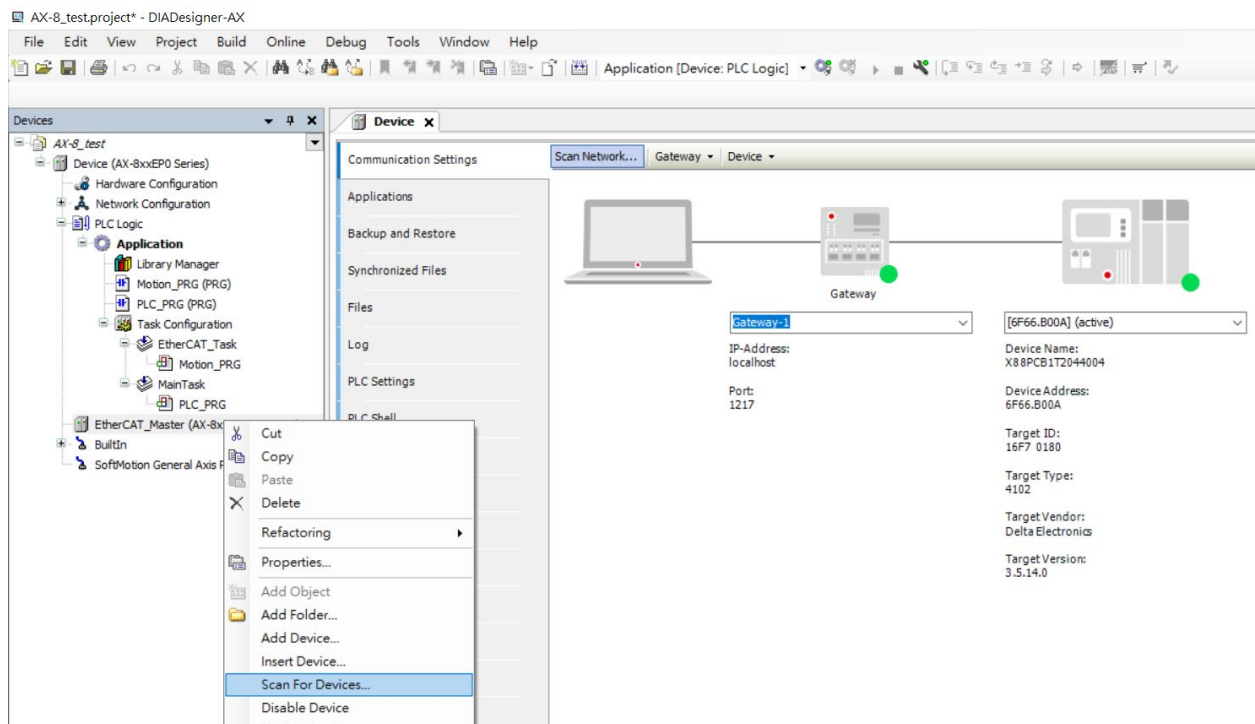 AX-8_test.project* - DIADesigner-AX
File Edit View Project Build Online Debug Tools Window Help
Application [Device: PLC Logic]
Devices
Device
AX-8_test
Device (AX-8xxEP0 Series)
Hardware Configuration
Network Configuration
PLC Logic
Application
Library Manager
Motion_PRG (PRG)
PLC_PRG (PRG)
Task Configuration
EtherCAT_Task
Motion_PRG
MainTask
PLC_PRG
EtherCAT_Master (AX-8x
BuiltIn
SoftMotion General Axis
Cut
Copy
Paste
Delete
Refactoring
Properties...
Add Object
Add Folder...
Add Device...
Insert Device...
Scan For Devices...
Disable Device
Communication Settings
Applications
Backup and Restore
Synchronized Files
Files
Log
PLC Settings
PLC Shell
Scan Network... Gateway Device
Gateway
Gateway-1
IP-Address:
localhost
Port:
1217
[6F66.B00A] (active)
Device Name:
X88PCB1T2044004
Device Address:
6F66.B00A
Target ID:
16F7 0180
Target Type:
4102
Target Vendor:
Delta Electronics
Target Version:
3.5.14.0